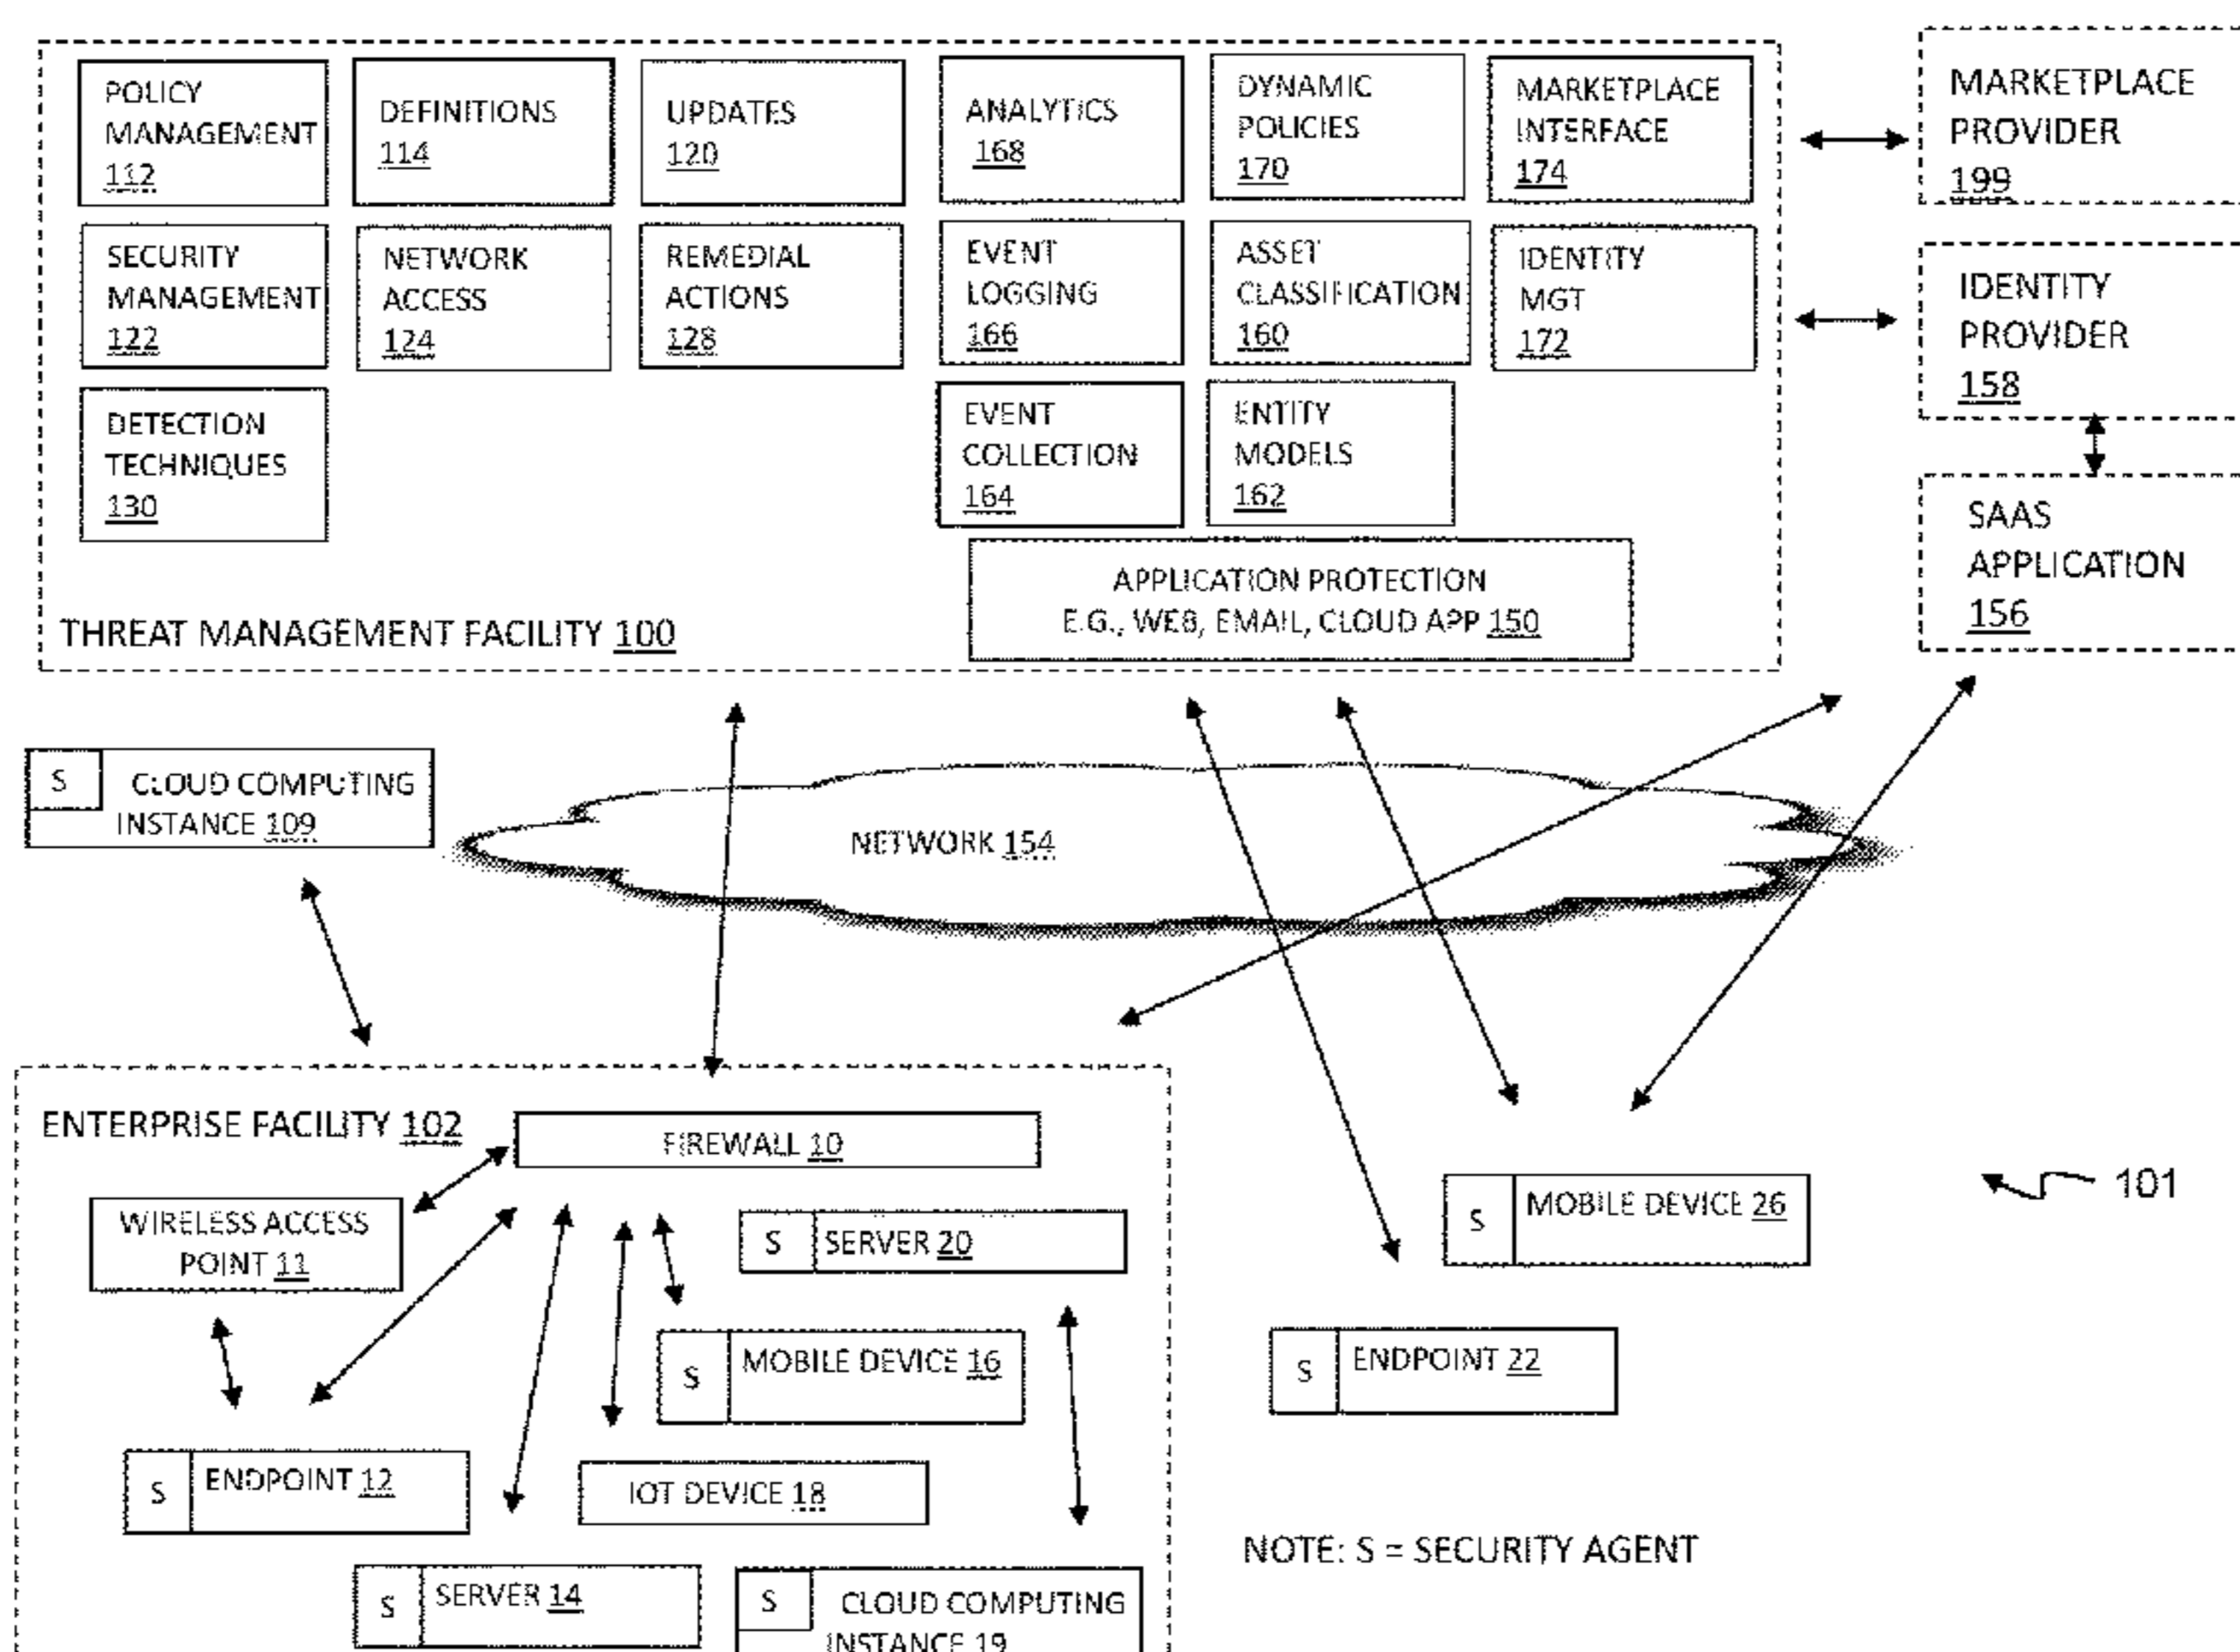 POLICY
MANAGEMENT
112
DEFINITIONS
114
UPDATES
120
ANALYTICS
168
DYNAMIC
POLICIES
170
MARKETPLACE
INTERFACE
174
MARKETPLACE
PROVIDER
199
SECURITY
MANAGEMENT
122
NETWORK
ACCESS
124
REMEDIAL
ACTIONS
128
EVENT
LOGGING
166
ASSET
CLASSIFICATION
160
IDENTITY
MGT
172
IDENTITY
PROVIDER
158
DETECTION
TECHNIQUES
130
EVENT
COLLECTION
164
ENTITY
MODELS
162
SAAS
APPLICATION
156
APPLICATION PROTECTION
E.G., WEB, EMAIL, CLOUD APP 150
THREAT MANAGEMENT FACILITY 100
S
CLOUD COMPUTING
INSTANCE 109
NETWORK 154
ENTERPRISE FACILITY 102
FIREWALL 10
WIRELESS ACCESS
POINT 11
S
SERVER 20
S
MOBILE DEVICE 26
101
S
MOBILE DEVICE 16
S
ENDPOINT 22
S
ENDPOINT 12
IOT DEVICE 18
NOTE: S = SECURITY AGENT
S
SERVER 14
S
CLOUD COMPUTING
INSTANCE 19